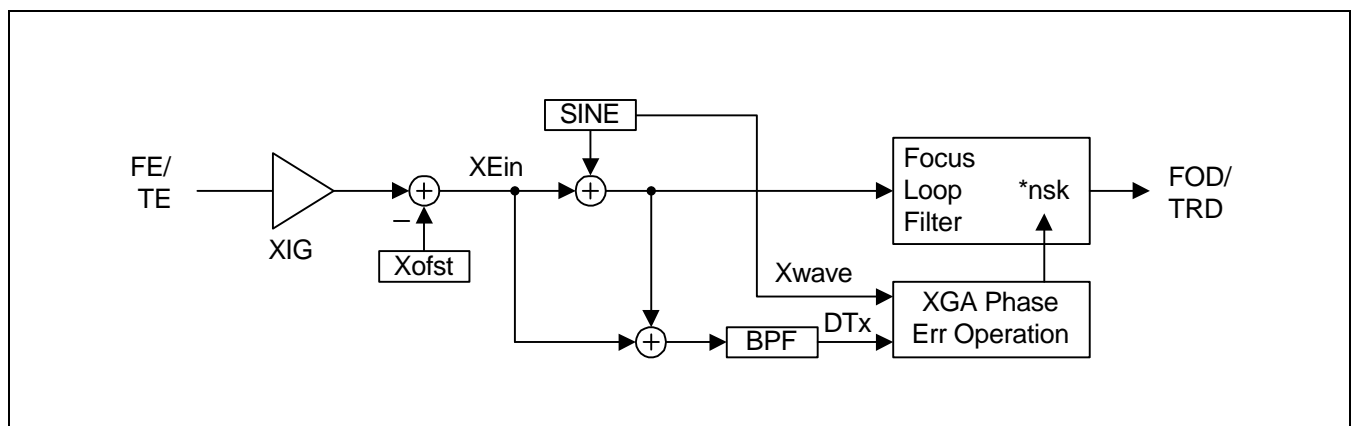 FE/
TE
XIG
+
–
Xofst
XEin
SINE
+
+
BPF
Xwave
DTx
Focus
Loop
Filter
*nsk
XGA Phase
Err Operation
FOD/
TRD